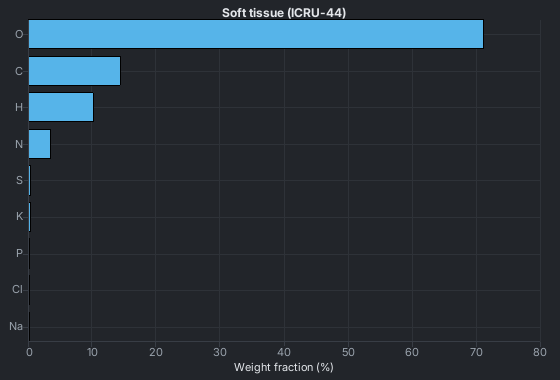 Soft tissue (ICRU-44)
O
C
H
N
S
K
P
Cl
Na
0 10 20 30 40 50 60 70 80
Weight fraction (%)